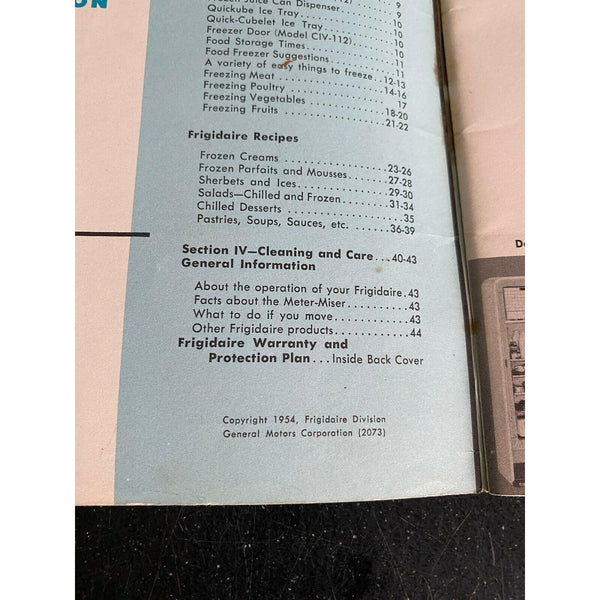 ON
Frozen Juice Can Dispenser . . . . . . . . 9
Quickube Ice Tray . . . . . . . . . . . . 9
Quick-Cubelet Ice Tray . . . . . . . . . . 10
Freezer Door (Model CIV-112) . . . . . . . 10
Food Storage Times . . . . . . . . . . . . 10
Food Freezer Suggestions . . . . . . . . . 11
A variety of easy things to freeze . . 11
Freezing Meat . . . . . . . . . . . . . . 12-13
Freezing Poultry . . . . . . . . . . . . . 14-16
Freezing Vegetables . . . . . . . . . . . 17
Freezing Fruits . . . . . . . . . . . . . 18-20
21-22
Frigidaire Recipes
Frozen Creams . . . . . . . . . . . . . . 23-26
Frozen Parfaits and Mousses . . . . . . . 27-28
Sherbets and Ices . . . . . . . . . . . . 29-30
Salads—Chilled and Frozen . . . . . . . . 31-34
Chilled Desserts . . . . . . . . . . . . . 35
Pastries, Soups, Sauces, etc. . . . . . . 36-39
Section IV—Cleaning and Care . . . 40-43
General Information
About the operation of your Frigidaire . 43
Facts about the Meter-Miser . . . . . . . 43
What to do if you move . . . . . . . . . . 43
Other Frigidaire products . . . . . . . . 44
Frigidaire Warranty and
Protection Plan . . . Inside Back Cover
Copyright 1954, Frigidaire Division
General Motors Corporation (2073)